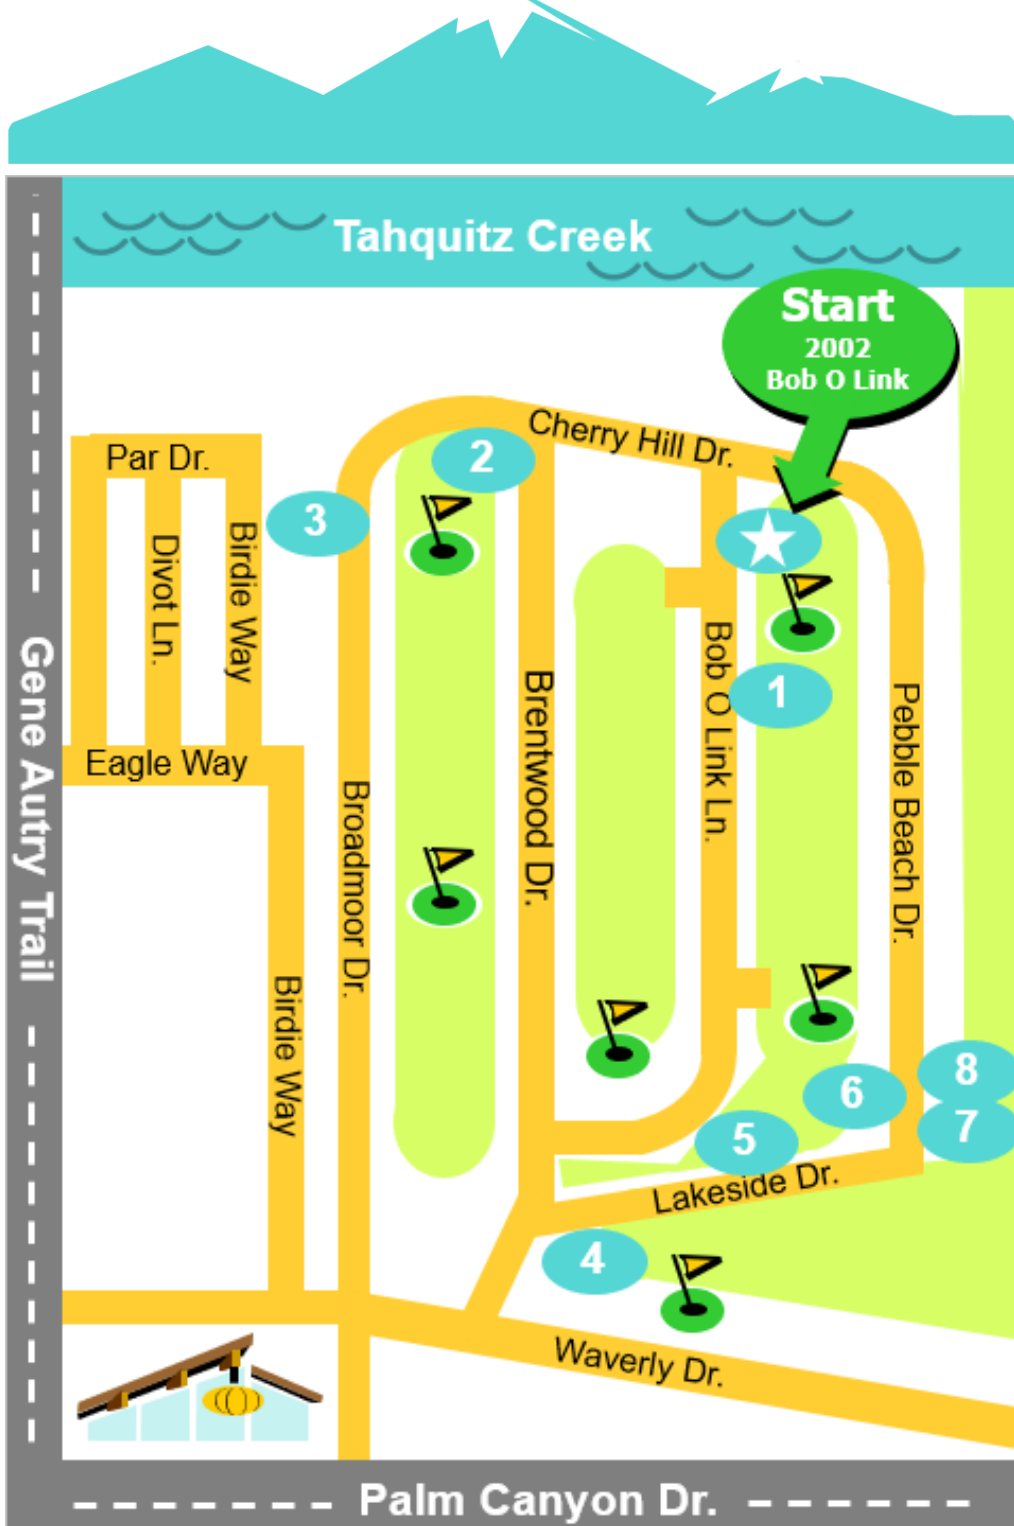 Tahquitz Creek
Start
2002
Bob O Link
Cherry Hill Dr.
Par Dr.
2
3
Divot Ln.
Birdie Way
Gene Autry Trail
Bob O Link Ln.
1
Brentwood Dr.
Pebble Beach Dr.
Eagle Way
Broadmoor Dr.
Birdie Way
8
6
7
5
Lakeside Dr.
4
Waverly Dr.
Palm Canyon Dr.